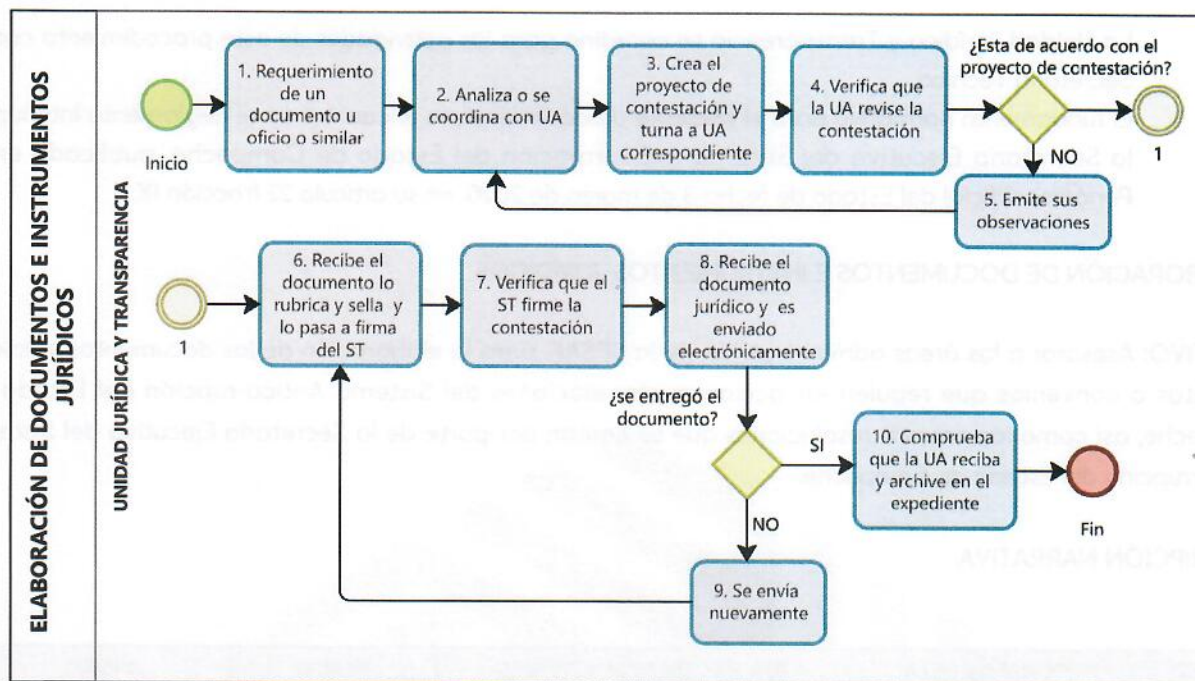 ELABORACIÓN DE DOCUMENTOS E INSTRUMENTOS
JURÍDICOS
UNIDAD JURÍDICA Y TRANSPARENCIA
Inicio
1. Requerimiento
de un
documento u
oficio o similar
2. Analiza o se
coordina con UA
3. Crea el
proyecto de
contestación y
turna a UA
correspondiente
4. Verifica que
la UA revise la
contestación
¿Esta de acuerdo con el
proyecto de contestación?
1
NO
5. Emite sus
observaciones
1
6. Recibe el
documento lo
rubrica y sella y
lo pasa a firma
del ST
7. Verifica que el
ST firme la
contestación
8. Recibe el
documento
jurídico y es
enviado
electrónicamente
¿se entregó el
documento?
SI
10. Comprueba
que la UA reciba
y archive en el
expediente
Fin
NO
9. Se envía
nuevamente